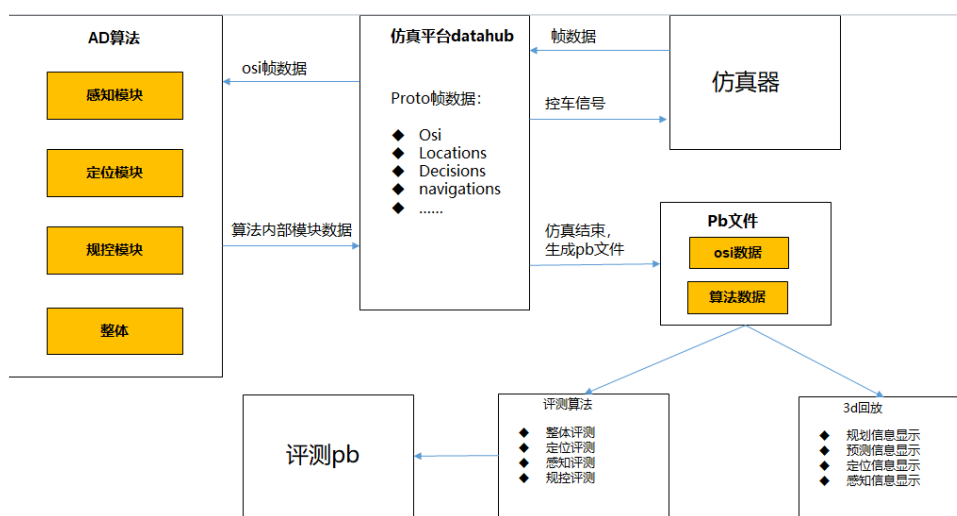 AD算法
感知模块
定位模块
规控模块
整体
osi帧数据
算法内部模块数据
仿真平台datahub
Proto帧数据：
◆ Osi
◆ Locations
◆ Decisions
◆ navigations
◆ ......
帧数据
控车信号
仿真器
仿真结束，
生成pb文件
Pb文件
osi数据
算法数据
评测pb
评测算法
◆ 整体评测
◆ 定位评测
◆ 感知评测
◆ 规控评测
3d回放
◆ 规划信息显示
◆ 预测信息显示
◆ 定位信息显示
◆ 感知信息显示